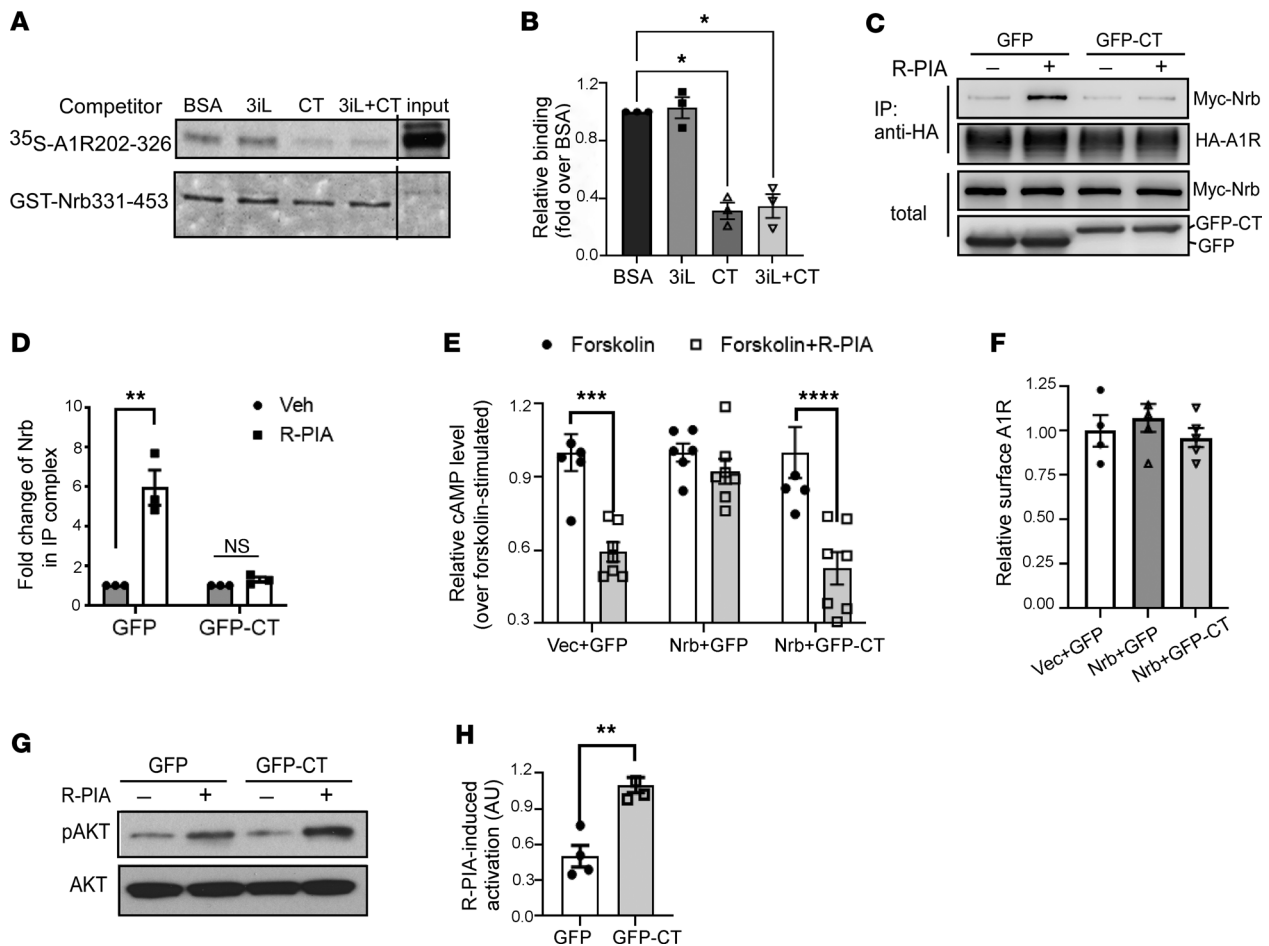 A
Competitor BSA 3iL CT 3iL+CT input
35S-A1R202-326
GST-Nrb331-453
B
*
*
Relative binding
(fold over BSA)
1.2
0.8
0.4
0.0
BSA 3iL CT 3iL+CT
C
GFP GFP-CT
R-PIA – + – +
IP:
anti-HA
Myc-Nrb
HA-A1R
total
Myc-Nrb
GFP-CT
GFP
D
Fold change of Nrb
in IP complex
10
8
6
4
2
0
**
NS
Veh
R-PIA
GFP GFP-CT
E
Forskolin Forskolin+R-PIA
Relative cAMP level
(over forskolin-stimulated)
1.2
0.9
0.6
0.3
*** ****
Vec+GFP Nrb+GFP Nrb+GFP-CT
F
Relative surface A1R
1.25
1.00
0.75
0.50
0.25
0.00
Vec+GFP Nrb+GFP Nrb+GFP-CT
G
GFP GFP-CT
R-PIA – + – +
pAKT
AKT
H
**
R-PIA-induced
activation (AU)
1.2
0.9
0.6
0.3
0.0
GFP GFP-CT